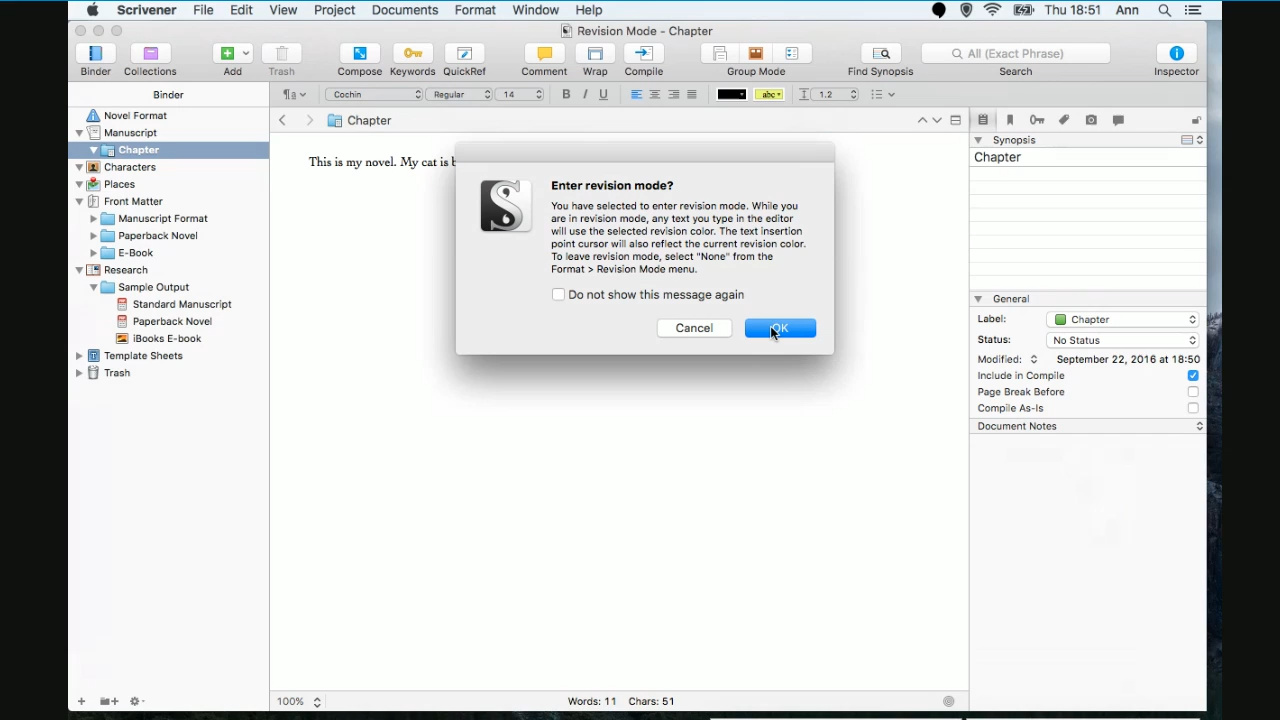 Scrivener File Edit View Project Documents Format Window Help Thu 18:51 Ann
Revision Mode - Chapter
Binder Collections Add Trash Compose Keywords QuickRef Comment Wrap Compile Group Mode Find Synopsis All (Exact Phrase) Search Inspector
Binder
Cochin Regular 14 B I U abc 1.2
Novel Format
Manuscript
Chapter
Characters
Places
Front Matter
Manuscript Format
Paperback Novel
E-Book
Research
Sample Output
Standard Manuscript
Paperback Novel
iBooks E-book
Template Sheets
Trash
Chapter
This is my novel. My cat is
Enter revision mode?
You have selected to enter revision mode. While you
are in revision mode, any text you type in the editor
will use the selected revision color. The text insertion
point cursor will also reflect the current revision color.
To leave revision mode, select "None" from the
Format > Revision Mode menu.
Do not show this message again
Cancel OK
Synopsis
Chapter
General
Label: Chapter
Status: No Status
Modified: September 22, 2016 at 18:50
Include in Compile
Page Break Before
Compile As-Is
Document Notes
100% Words: 11 Chars: 51